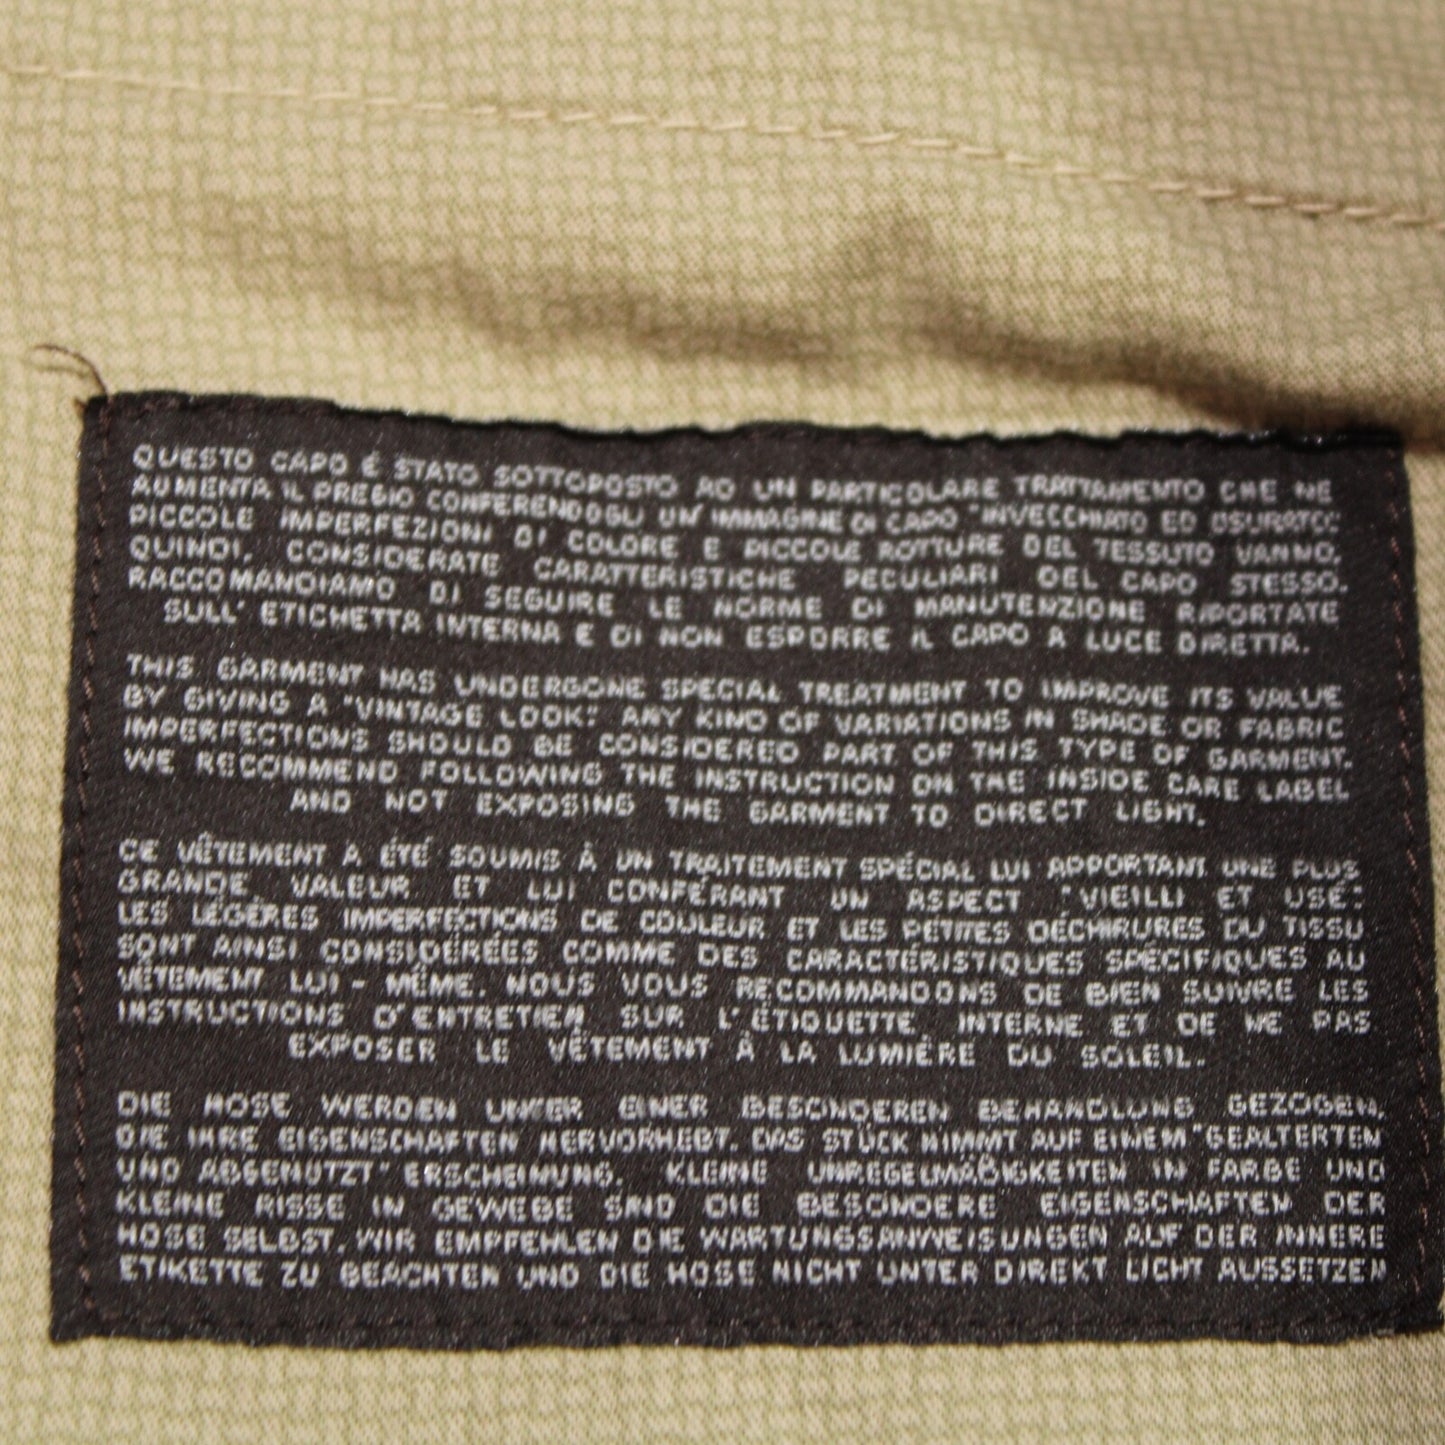 QUESTO CAPO É STATO SOTTOPOSTO AD UN PARTICOLARE TRATTAMENTO CHE NE
AUMENTA IL PREGIO CONFERENDOGLI UN'IMMAGINE DI CAPO "INVECCHIATO ED USURATO".
PICCOLE IMPERFEZIONI DI COLORE E PICCOLE ROTTURE DEL TESSUTO VANNO,
QUINDI, CONSIDERATE CARATTERISTICHE PECULIARI DEL CAPO STESSO.
RACCOMANDIAMO DI SEGUIRE LE NORME DI MANUTENZIONE RIPORTATE
SULL' ETICHETTA INTERNA E DI NON ESPORRE IL CAPO A LUCE DIRETTA.
THIS GARMENT HAS UNDERGONE SPECIAL TREATMENT TO IMPROVE ITS VALUE
BY GIVING A "VINTAGE LOOK". ANY KIND OF VARIATIONS IN SHADE OR FABRIC
IMPERFECTIONS SHOULD BE CONSIDERED PART OF THIS TYPE OF GARMENT.
WE RECOMMEND FOLLOWING THE INSTRUCTION ON THE INSIDE CARE LABEL
AND NOT EXPOSING THE GARMENT TO DIRECT LIGHT.
CE VÊTEMENT A ÉTÉ SOUMIS À UN TRAITEMENT SPÉCIAL LUI APPORTANT UNE PLUS
GRANDE VALEUR ET LUI CONFÉRANT UN ASPECT "VIEILLI ET USÉ".
LES LÉGÈRES IMPERFECTIONS DE COULEUR ET LES PETITES DÉCHIRURES DU TISSU
SONT AINSI CONSIDÉRÉES COMME DES CARACTÉRISTIQUES SPÉCIFIQUES AU
VÊTEMENT LUI - MÊME. NOUS VOUS RECOMMANDONS DE BIEN SUIVRE LES
INSTRUCTIONS D'ENTRETIEN SUR L'ÉTIQUETTE INTERNE ET DE NE PAS
EXPOSER LE VÊTEMENT À LA LUMIÈRE DU SOLEIL.
DIE HOSE WERDEN UNTER EINER BESONDEREN BEHANDLUNG GEZOGEN,
DIE IHRE EIGENSCHAFTEN HERVORHEBT. DAS STÜCK NIMMT AUF EINEM "GEALTERTEN
UND ABGENUTZT" ERSCHEINUNG. KLEINE UNREGELMÄßIGKEITEN IN FARBE UND
KLEINE RISSE IN GEWEBE SIND DIE BESONDERE EIGENSCHAFTEN DER
HOSE SELBST. WIR EMPFEHLEN DIE WARTUNGSANWEISUNGEN AUF DER INNERE
ETIKETTE ZU BEACHTEN UND DIE HOSE NICHT UNTER DIREKT LICHT AUSSETZEN